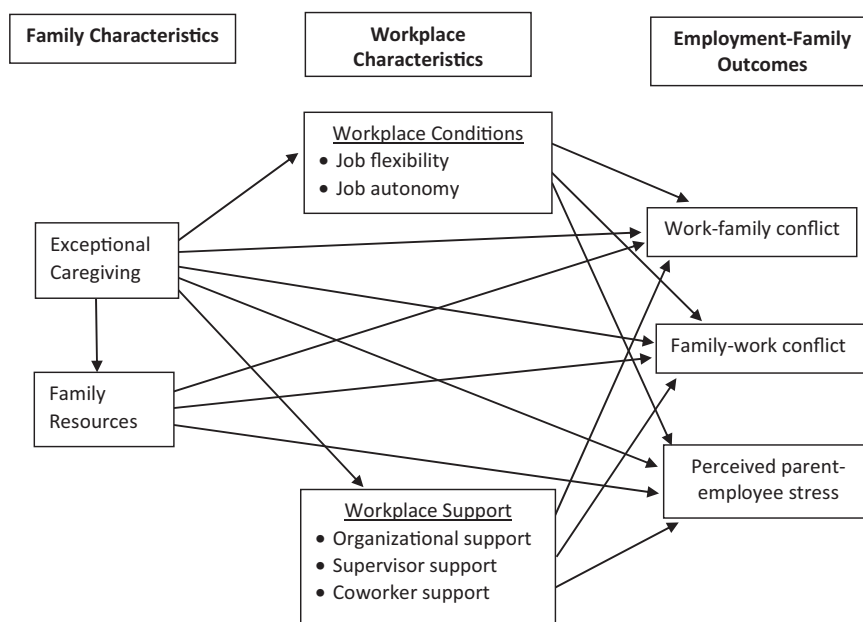 Family Characteristics
Workplace
Characteristics
Employment-Family
Outcomes
Workplace Conditions
• Job flexibility
• Job autonomy
Exceptional
Caregiving
Work-family conflict
Family-work conflict
Family
Resources
Perceived parent-
employee stress
Workplace Support
• Organizational support
• Supervisor support
• Coworker support